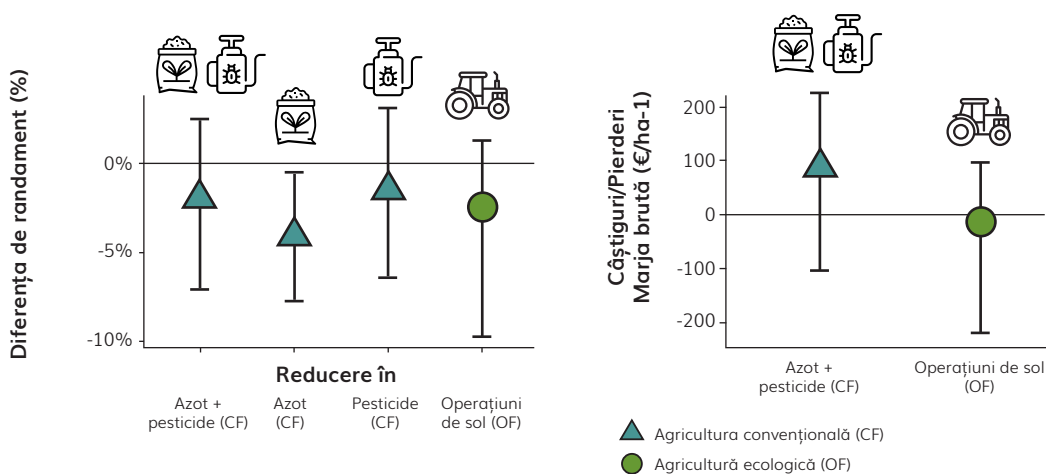 Diferența de randament (%)
0%
-5%
-10%
Reducere în
Azot +
pesticide (CF)
Azot
(CF)
Pesticide
(CF)
Operațiuni
de sol (OF)
Câștiguri/Pierderi
Marja brută (€/ha-1)
200
100
0
-100
-200
Azot +
pesticide (CF)
Operațiuni de sol
(OF)
Agricultura convențională (CF)
Agricultură ecologică (OF)